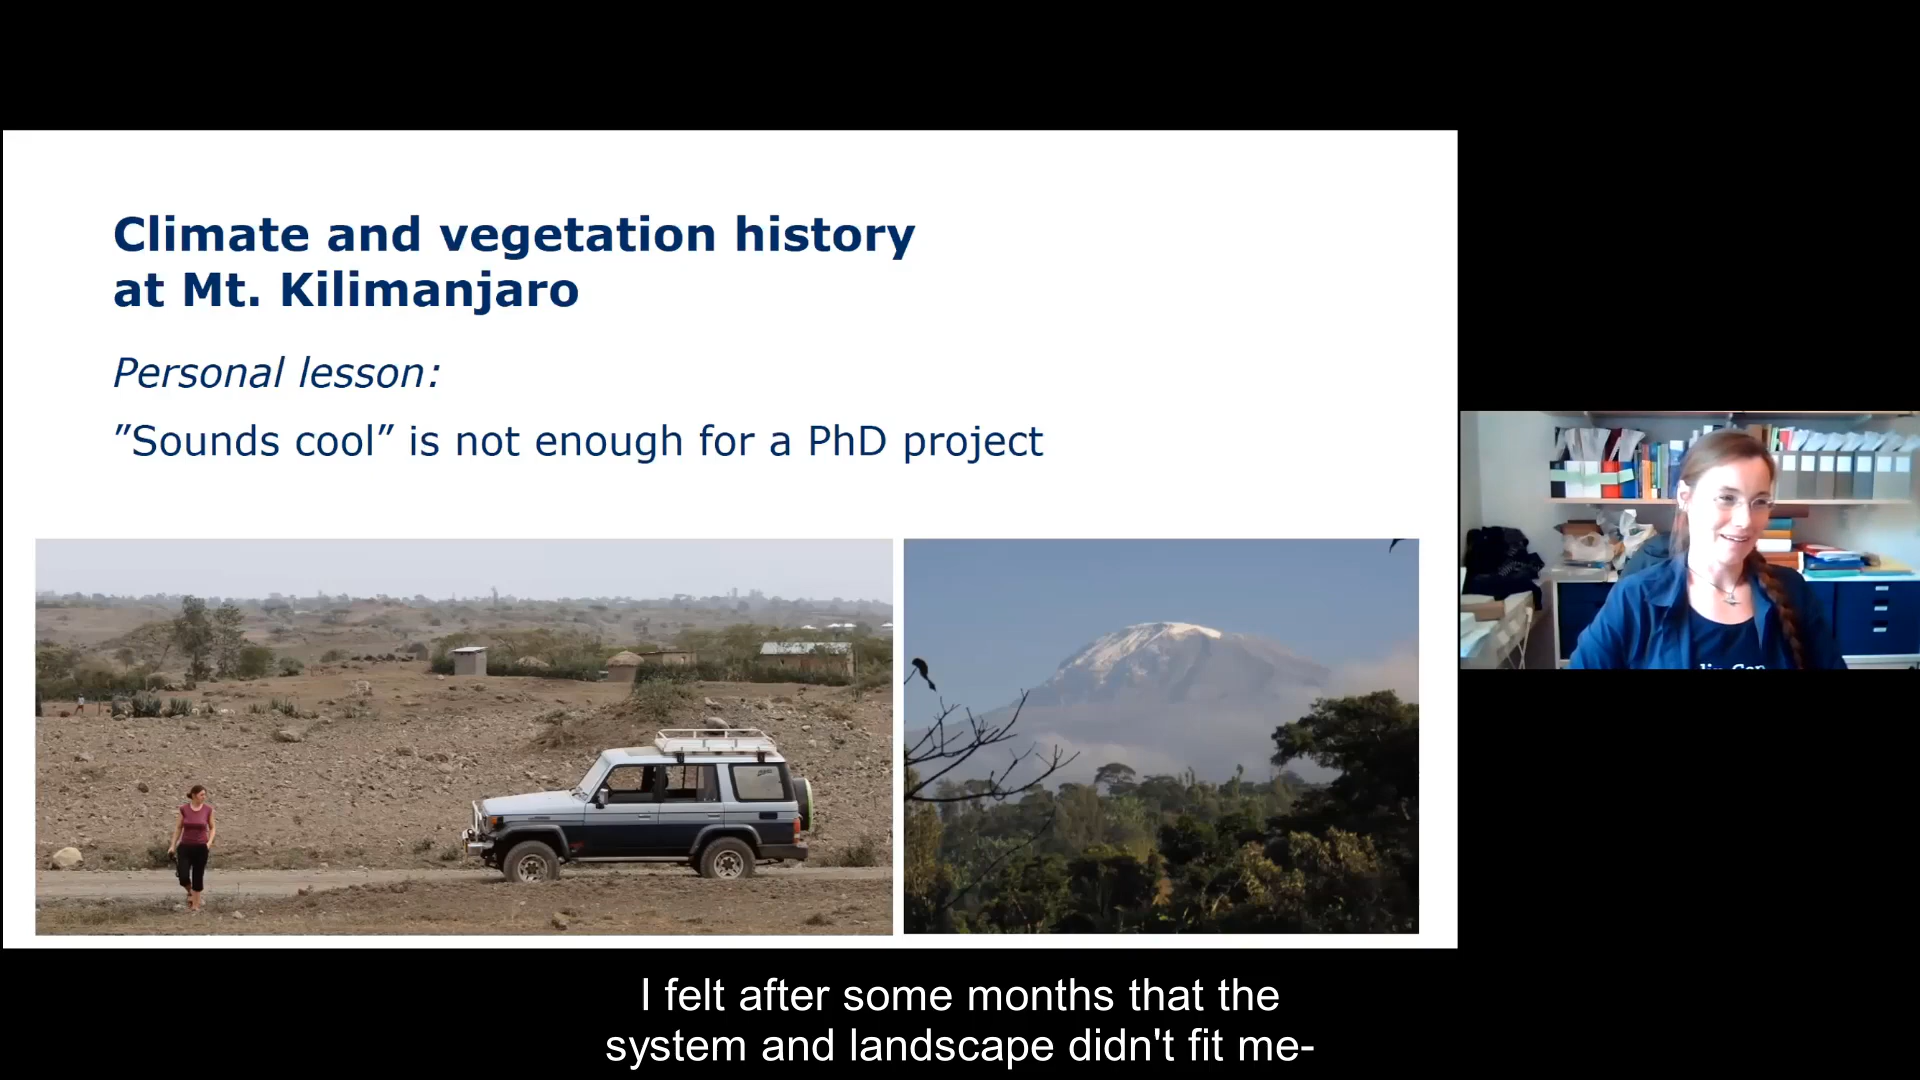 Climate and vegetation history
at Mt. Kilimanjaro
Personal lesson:
”Sounds cool” is not enough for a PhD project
I felt after some months that the
system and landscape didn't fit me-